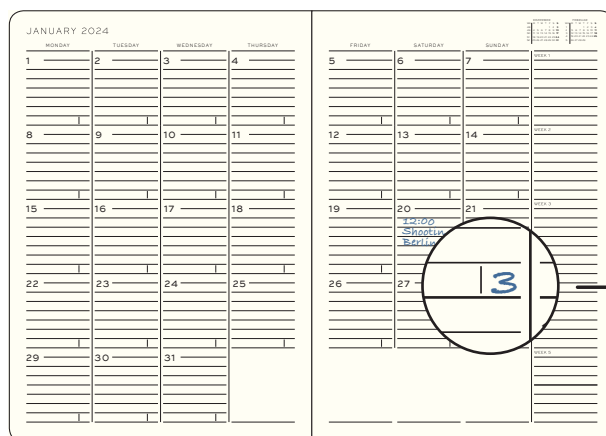 JANUARY 2024
MONDAY TUESDAY WEDNESDAY THURSDAY FRIDAY SATURDAY SUNDAY
1 2 3 4 5 6 7 WEEK 1
8 9 10 11 12 13 14 WEEK 2
15 16 17 18 19 20 21 WEEK 3
12:00
Shootin
Berlin
3
22 23 24 25 26 27
29 30 31 WEEK 5